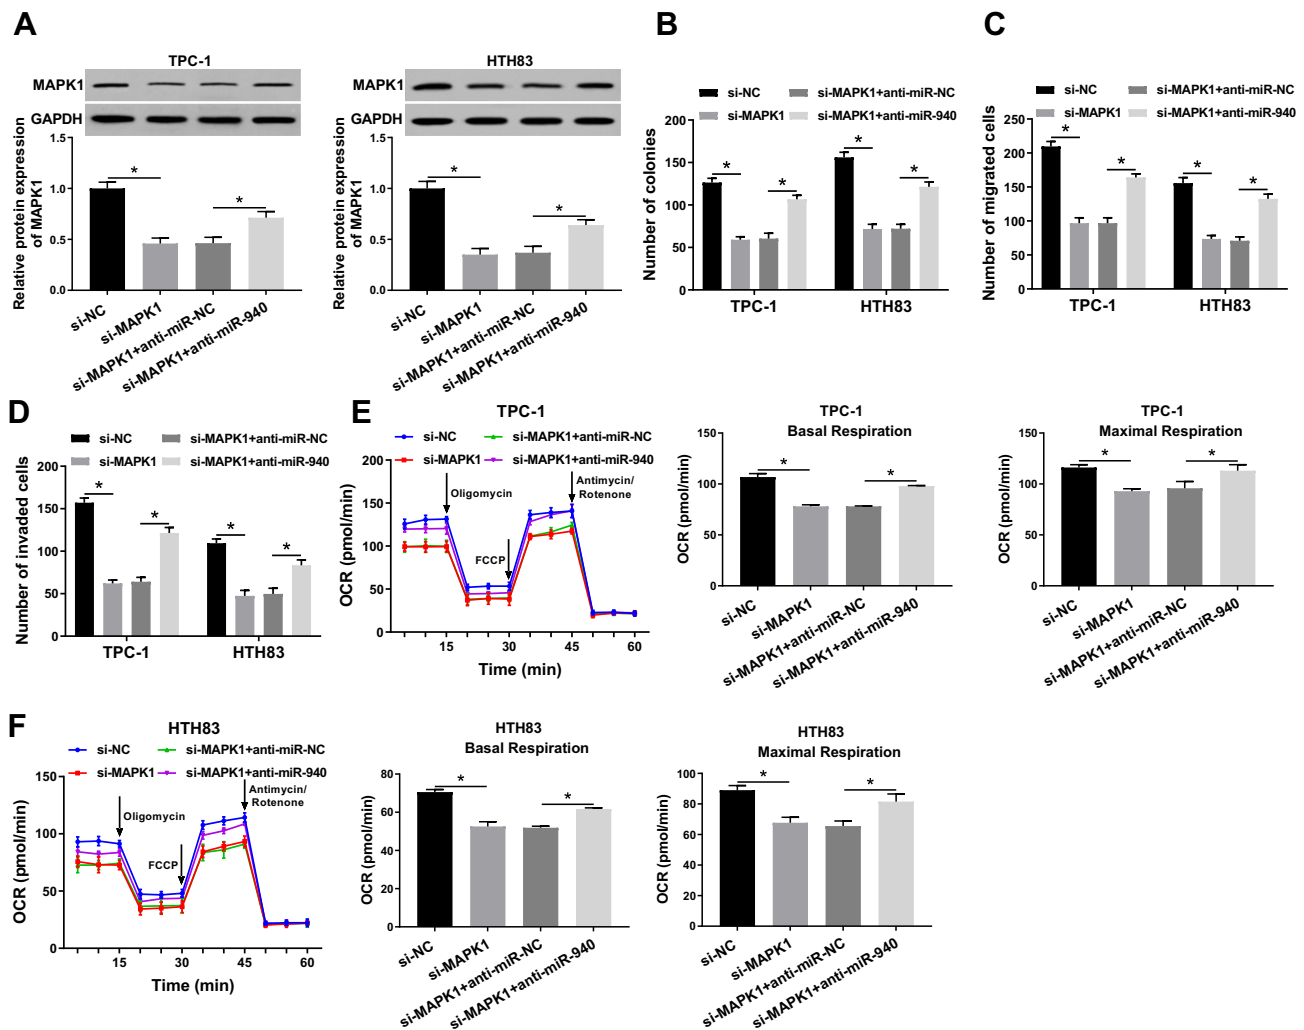 A
TPC-1
MAPK1
GAPDH
Relative protein expression
of MAPK1
1.5
1.0
0.5
0.0
si-NC
si-MAPK1
si-MAPK1+anti-miR-NC
si-MAPK1+anti-miR-940
*
*
HTH83
MAPK1
GAPDH
Relative protein expression
of MAPK1
1.5
1.0
0.5
0.0
si-NC
si-MAPK1
si-MAPK1+anti-miR-NC
si-MAPK1+anti-miR-940
*
*
B
si-NC
si-MAPK1+anti-miR-NC
si-MAPK1
si-MAPK1+anti-miR-940
Number of colonies
200
150
100
50
0
*
*
*
*
TPC-1
HTH83
C
si-NC
si-MAPK1+anti-miR-NC
si-MAPK1
si-MAPK1+anti-miR-940
Number of migrated cells
250
200
150
100
50
0
*
*
*
*
TPC-1
HTH83
D
si-NC
si-MAPK1+anti-miR-NC
si-MAPK1
si-MAPK1+anti-miR-940
Number of invaded cells
200
150
100
50
0
*
*
*
*
TPC-1
HTH83
E
TPC-1
si-NC
si-MAPK1+anti-miR-NC
si-MAPK1
si-MAPK1+anti-miR-940
OCR (pmol/min)
200
150
100
50
0
Oligomycin
FCCP
Antimycin/
Rotenone
15
30
45
60
Time (min)
TPC-1
Basal Respiration
OCR (pmol/min)
150
100
50
0
*
*
si-NC
si-MAPK1
si-MAPK1+anti-miR-NC
si-MAPK1+anti-miR-940
TPC-1
Maximal Respiration
OCR (pmol/min)
150
100
50
0
*
*
si-NC
si-MAPK1
si-MAPK1+anti-miR-NC
si-MAPK1+anti-miR-940
F
HTH83
si-NC
si-MAPK1+anti-miR-NC
si-MAPK1
si-MAPK1+anti-miR-940
OCR (pmol/min)
150
100
50
0
Oligomycin
FCCP
Antimycin/
Rotenone
15
30
45
60
Time (min)
HTH83
Basal Respiration
OCR (pmol/min)
80
60
40
20
0
*
*
si-NC
si-MAPK1
si-MAPK1+anti-miR-NC
si-MAPK1+anti-miR-940
HTH83
Maximal Respiration
OCR (pmol/min)
100
80
60
40
20
0
*
*
si-NC
si-MAPK1
si-MAPK1+anti-miR-NC
si-MAPK1+anti-miR-940